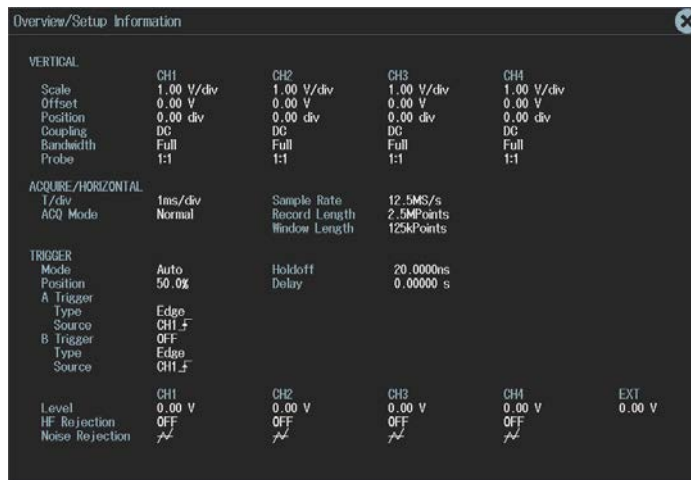 Overview/Setup Information
VERTICAL
CH1 CH2 CH3 CH4
Scale 1.00 V/div 1.00 V/div 1.00 V/div 1.00 V/div
Offset 0.00 V 0.00 V 0.00 V 0.00 V
Position 0.00 div 0.00 div 0.00 div 0.00 div
Coupling DC DC DC DC
Bandwidth Full Full Full Full
Probe 1:1 1:1 1:1 1:1
ACQUIRE/HORIZONTAL
T/div 1ms/div Sample Rate 12.5MS/s
ACQ Mode Normal Record Length 2.5MPoints
Window Length 125kPoints
TRIGGER
Mode Auto Holdoff 20.0000ns
Position 50.0% Delay 0.00000 s
A Trigger
Type Edge
Source CH1
B Trigger OFF
Type Edge
Source CH1
CH1 CH2 CH3 CH4 EXT
Level 0.00 V 0.00 V 0.00 V 0.00 V 0.00 V
HF Rejection OFF OFF OFF OFF
Noise Rejection